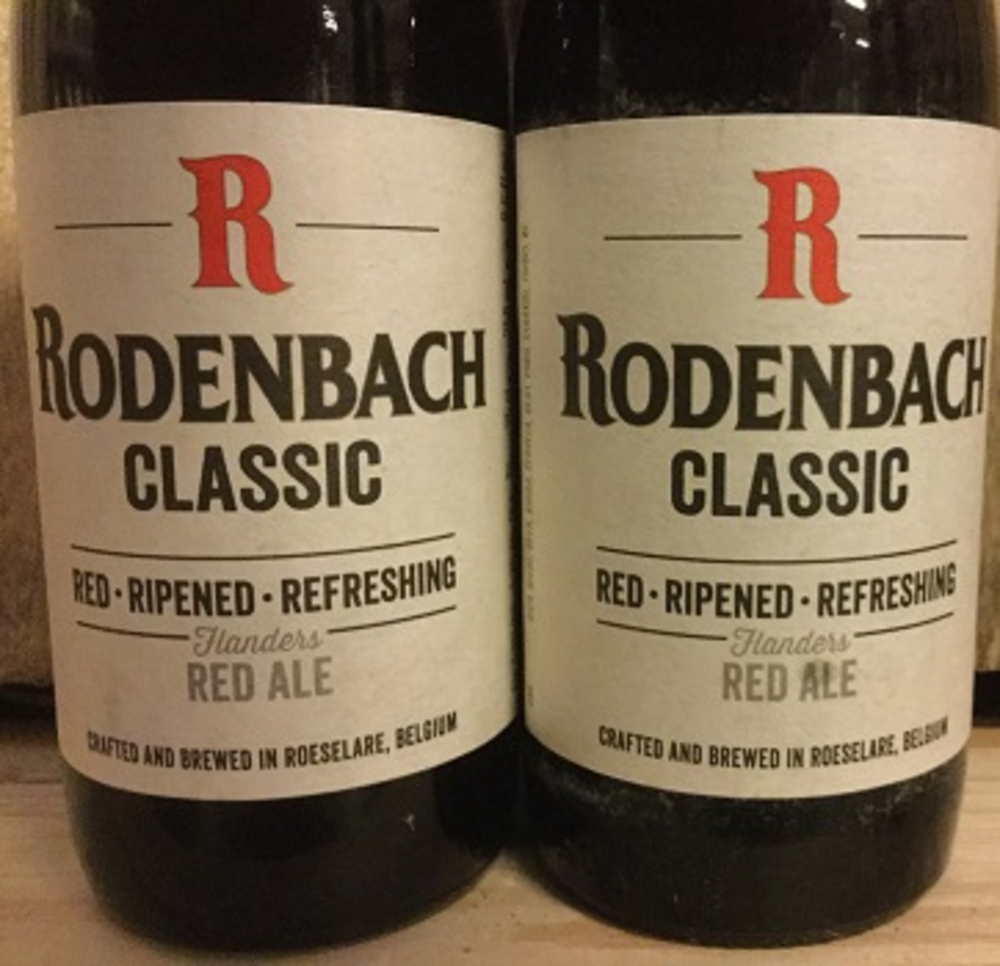 R
RODENBACH
CLASSIC
RED · RIPENED · REFRESHING
Flanders
RED ALE
CRAFTED AND BREWED IN ROESELARE, BELGIUM
R
RODENBACH
CLASSIC
RED · RIPENED · REFRESHING
Flanders
RED ALE
CRAFTED AND BREWED IN ROESELARE, BELGIUM